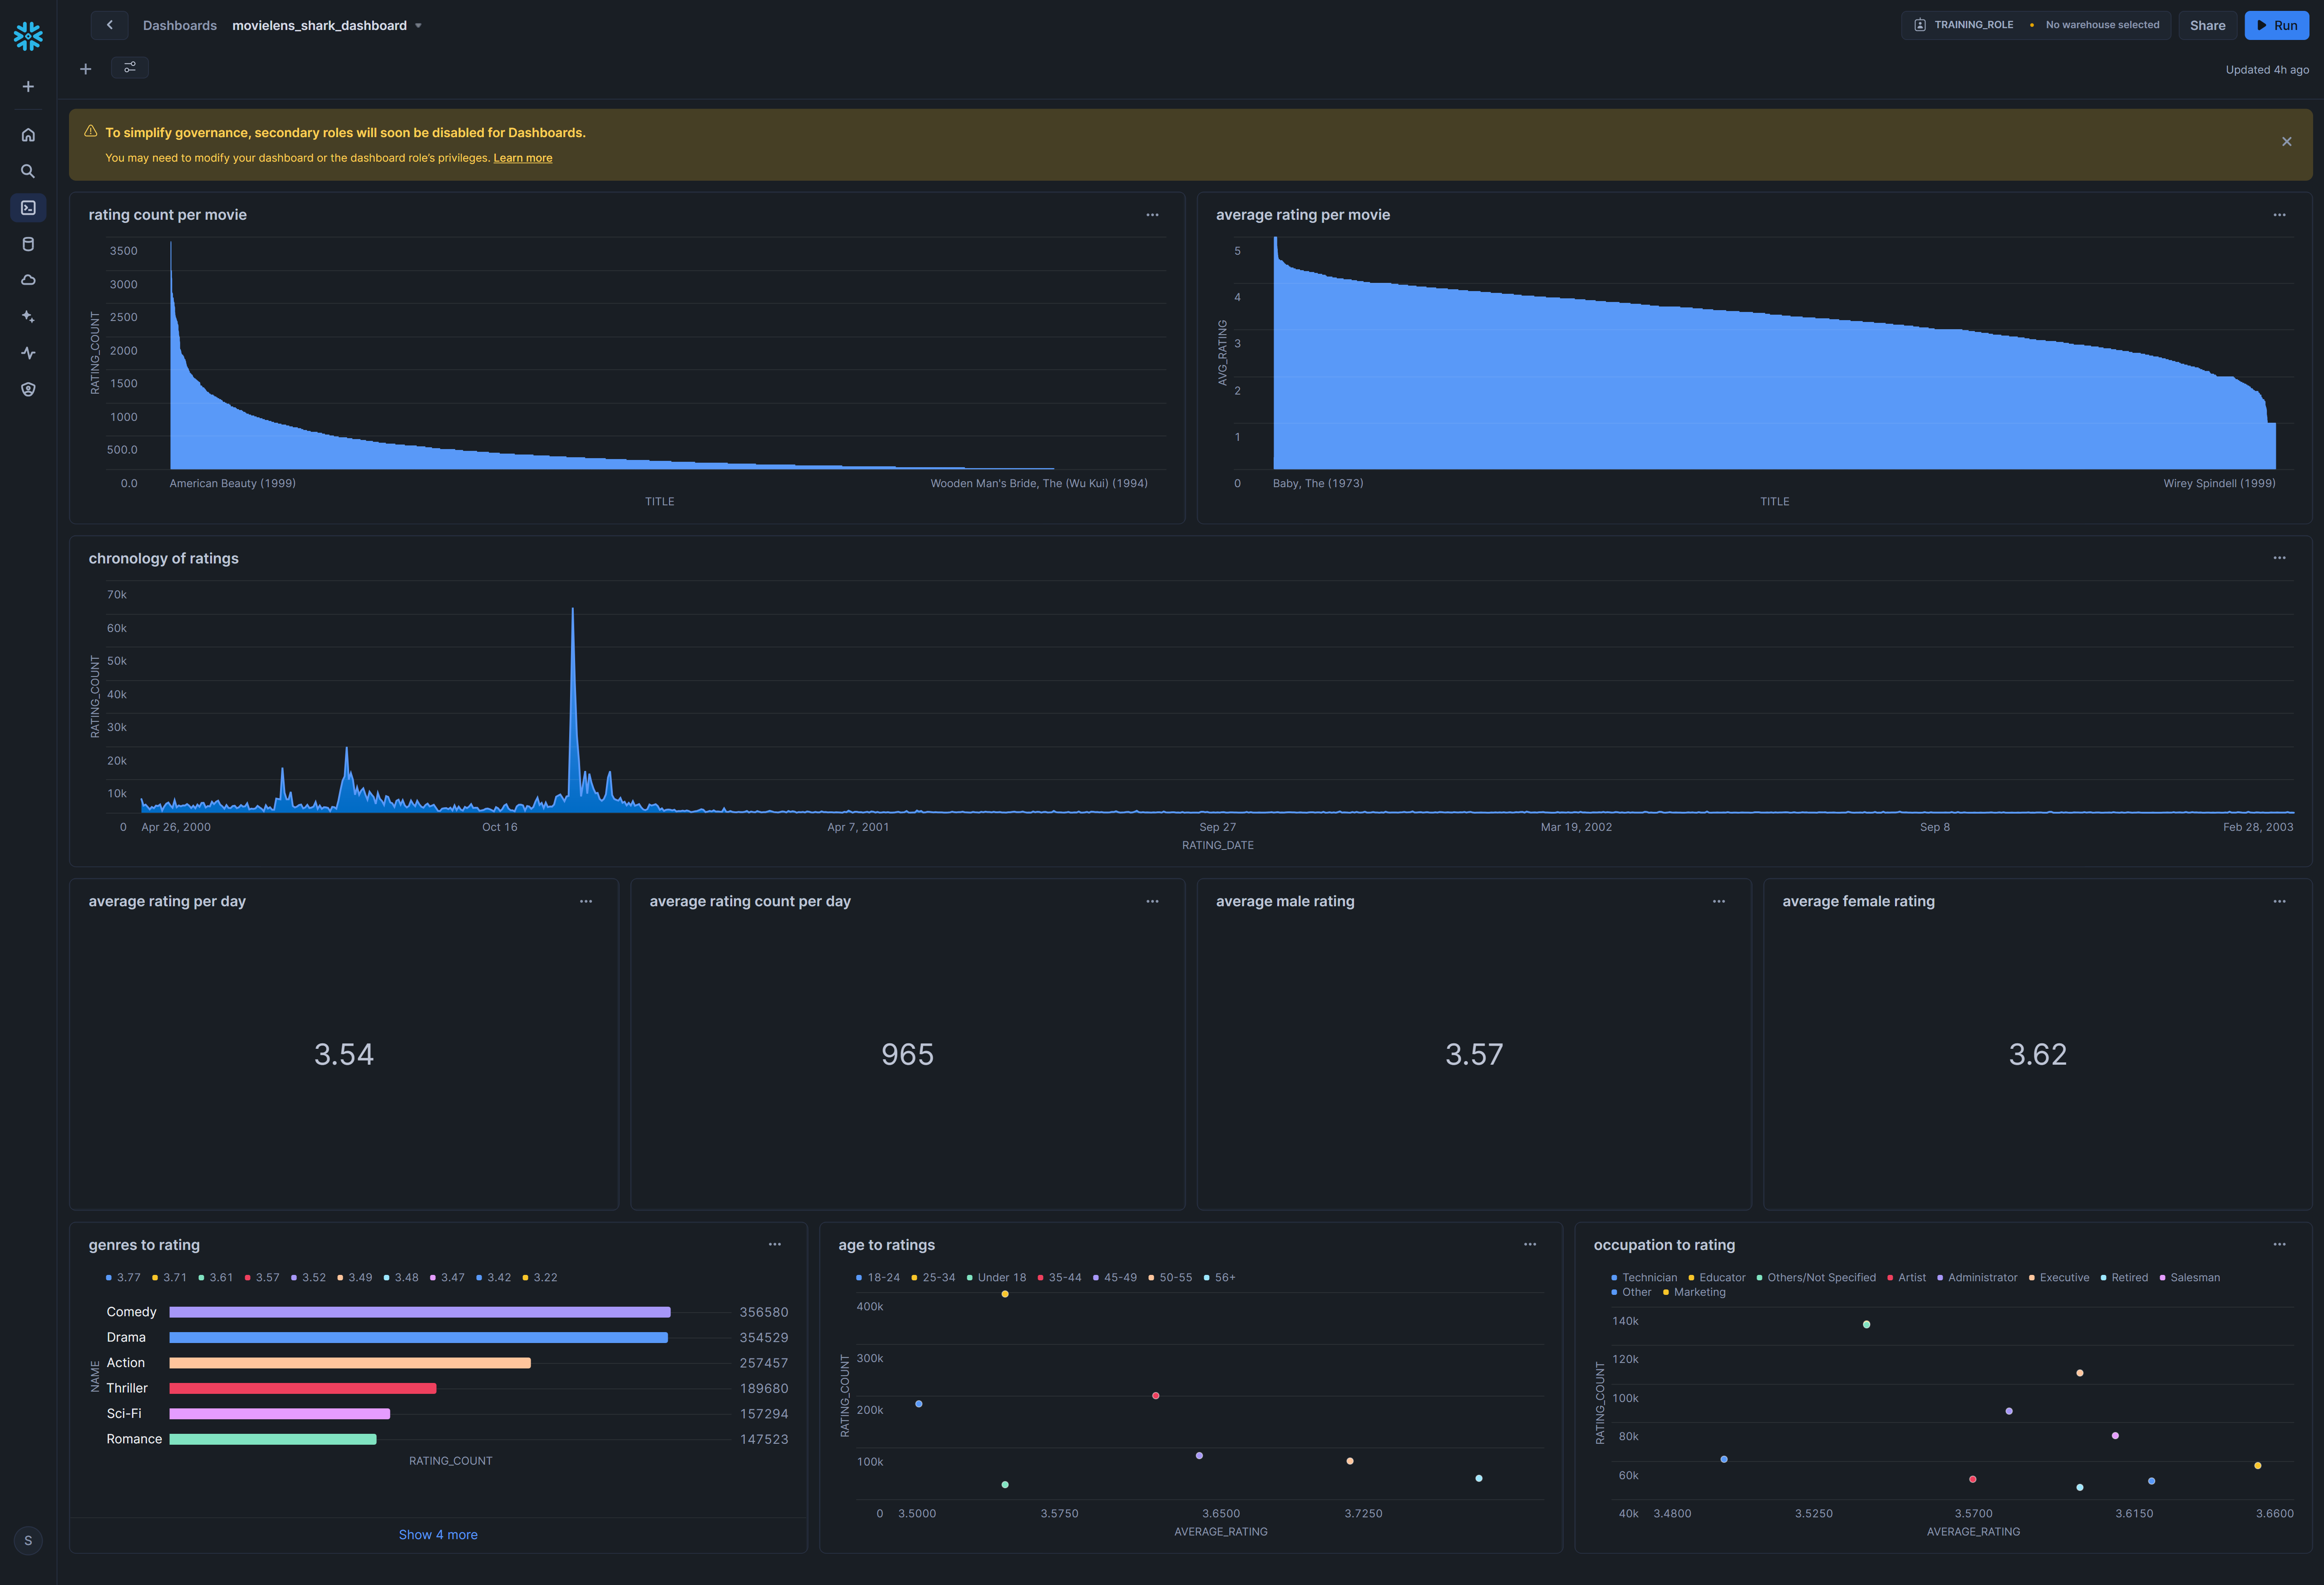 Dashboards movielens_shark_dashboard
TRAINING_ROLE • No warehouse selected
Share
Run
Updated 4h ago
To simplify governance, secondary roles will soon be disabled for Dashboards.
You may need to modify your dashboard or the dashboard role's privileges. Learn more
rating count per movie
3500
3000
2500
2000
1500
1000
500.0
0.0
RATING_COUNT
American Beauty (1999)
Wooden Man's Bride, The (Wu Kui) (1994)
TITLE
average rating per movie
5
4
3
2
1
0
AVG_RATING
Baby, The (1973)
Wirey Spindell (1999)
TITLE
chronology of ratings
70k
60k
50k
40k
30k
20k
10k
0
RATING_COUNT
Apr 26, 2000
Oct 16
Apr 7, 2001
Sep 27
Mar 19, 2002
Sep 8
Feb 28, 2003
RATING_DATE
average rating per day
3.54
average rating count per day
965
average male rating
3.57
average female rating
3.62
genres to rating
3.77 3.71 3.61 3.57 3.52 3.49 3.48 3.47 3.42 3.22
NAME
Comedy 356580
Drama 354529
Action 257457
Thriller 189680
Sci-Fi 157294
Romance 147523
RATING_COUNT
Show 4 more
age to ratings
18-24 25-34 Under 18 35-44 45-49 50-55 56+
400k
300k
200k
100k
0
RATING_COUNT
3.5000
3.5750
3.6500
3.7250
AVERAGE_RATING
occupation to rating
Technician Educator Others/Not Specified Artist Administrator Executive Retired Salesman
Other Marketing
140k
120k
100k
80k
60k
40k
RATING_COUNT
3.4800
3.5250
3.5700
3.6150
3.6600
AVERAGE_RATING
S